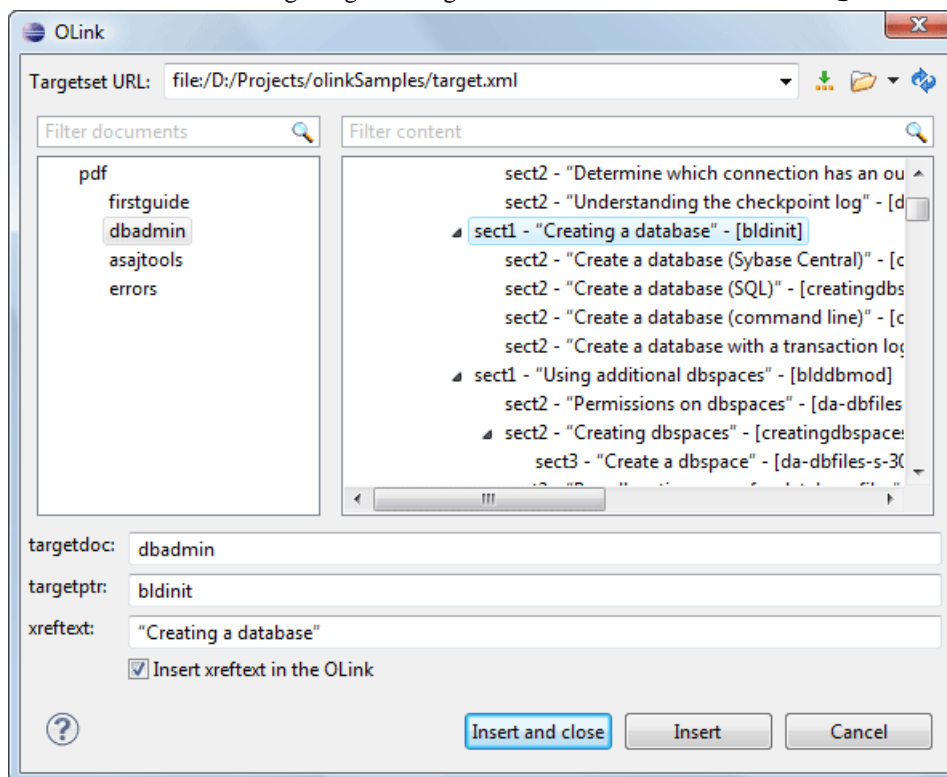 OLink
Targetset URL: file:/D:/Projects/olinkSamples/target.xml
Filter documents
Filter content
pdf
firstguide
dbadmin
asajtools
errors
sect2 - "Determine which connection has an ou
sect2 - "Understanding the checkpoint log" - [d
sect1 - "Creating a database" - [bldinit]
sect2 - "Create a database (Sybase Central)" - [c
sect2 - "Create a database (SQL)" - [creatingdbs
sect2 - "Create a database (command line)" - [c
sect2 - "Create a database with a transaction log
sect1 - "Using additional dbspaces" - [blddbmod]
sect2 - "Permissions on dbspaces" - [da-dbfiles
sect2 - "Creating dbspaces" - [creatingdbspaces
sect3 - "Create a dbspace" - [da-dbfiles-s-30
targetdoc: dbadmin
targetptr: bldinit
xreftext: "Creating a database"
Insert xreftext in the OLink
Insert and close Insert Cancel